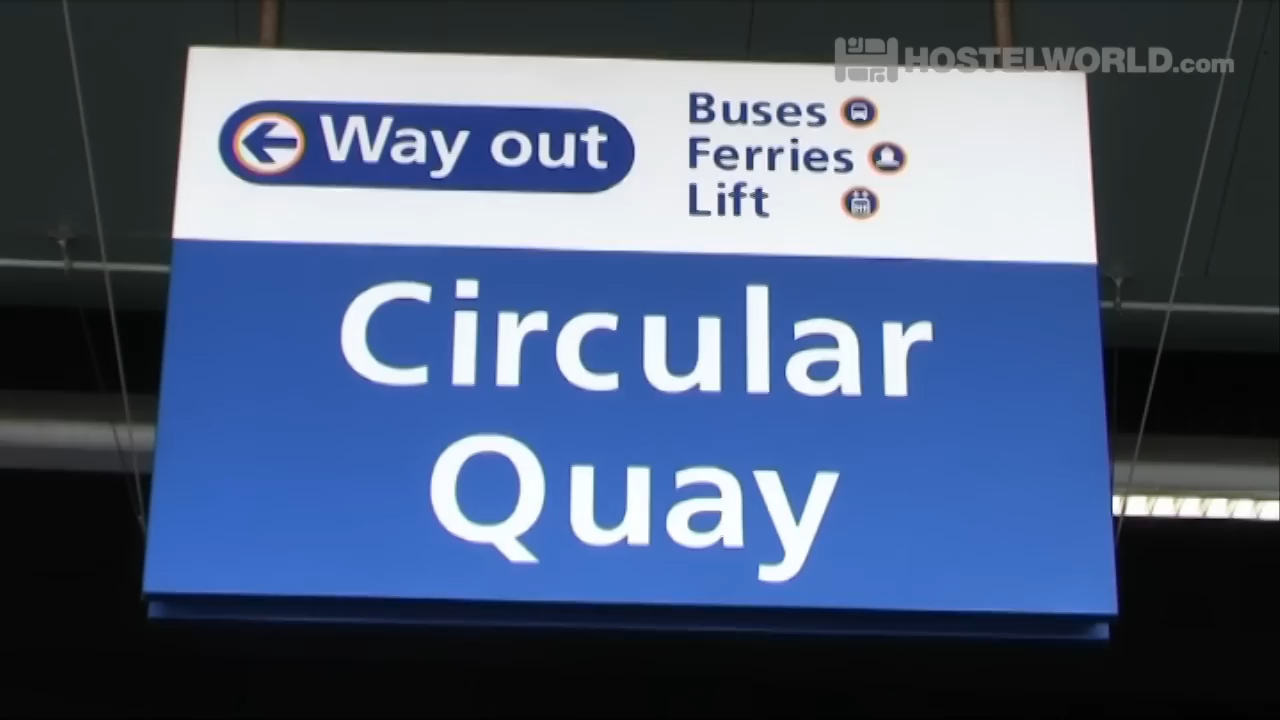 HOSTELWORLD.com
Way out
Buses
Ferries
Lift
Circular
Quay